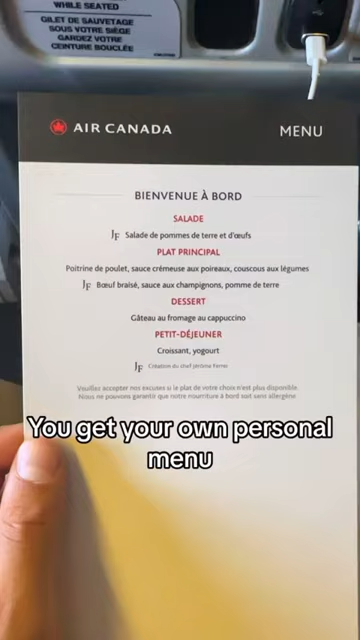 WHILE SEATED
GILET DE SAUVETAGE
SOUS VOTRE SIÈGE
GARDEZ VOTRE
CEINTURE BOUCLÉE
AIR CANADA
MENU
BIENVENUE À BORD
SALADE
JF Salade de pommes de terre et d'œufs
PLAT PRINCIPAL
Poitrine de poulet, sauce crémeuse aux poireaux, couscous aux légumes
JF Bœuf braisé, sauce aux champignons, pomme de terre
DESSERT
Gâteau au fromage au cappuccino
PETIT-DÉJEUNER
Croissant, yogourt
JF Création du chef Jérôme Ferrer
Veuillez accepter nos excuses si le plat de votre choix n'est plus disponible.
Nous ne pouvons garantir que notre nourriture à bord soit sans allergène
You get your own personal
menu